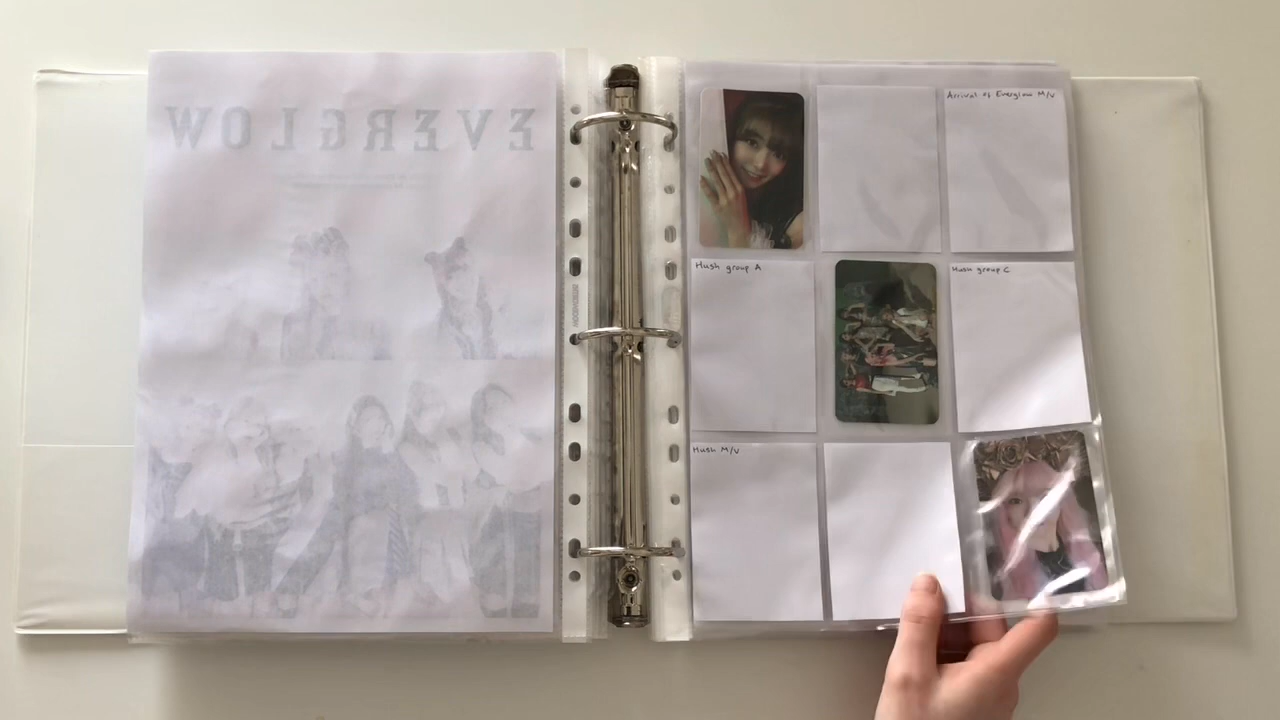 EVERGLOW
Arrival of Everglow M/V
Hush group A
Hush group C
Hush M/V